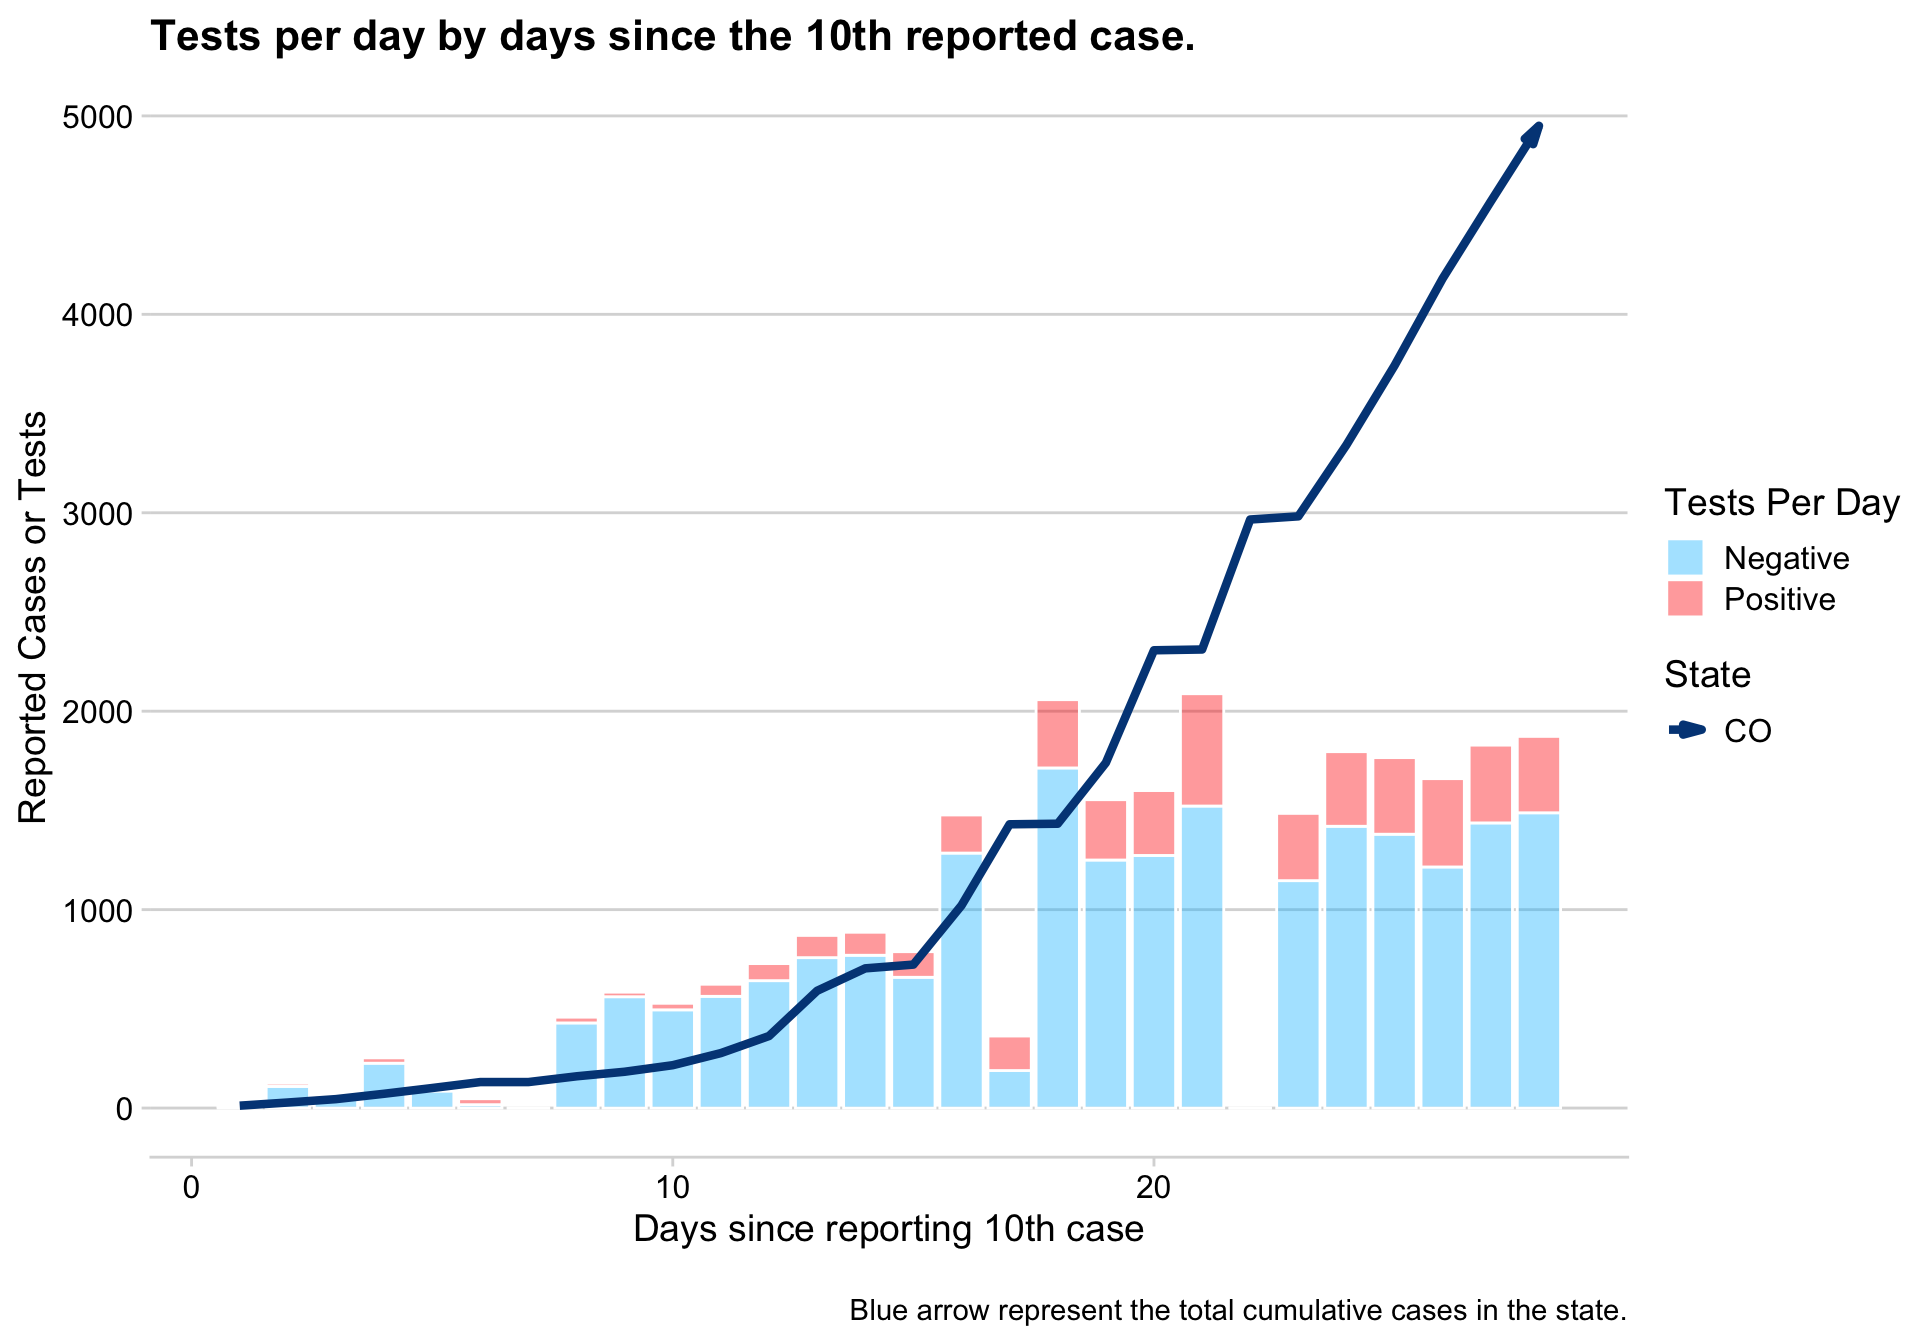 Tests per day by days since the 10th reported case.
5000
4000
3000
2000
1000
0
Reported Cases or Tests
0 10 20
Days since reporting 10th case
Tests Per Day
Negative
Positive
State
CO
Blue arrow represent the total cumulative cases in the state.